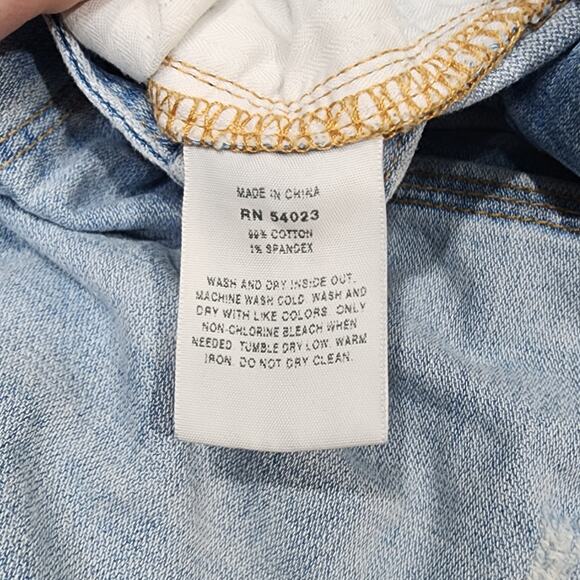 MADE IN CHINA
RN 54023
99% COTTON
1% SPANDEX
WASH AND DRY INSIDE OUT.
MACHINE WASH COLD. WASH AND
DRY WITH LIKE COLORS. ONLY
NON-CHLORINE BLEACH WHEN
NEEDED. TUMBLE DRY LOW. WARM
IRON. DO NOT DRY CLEAN.